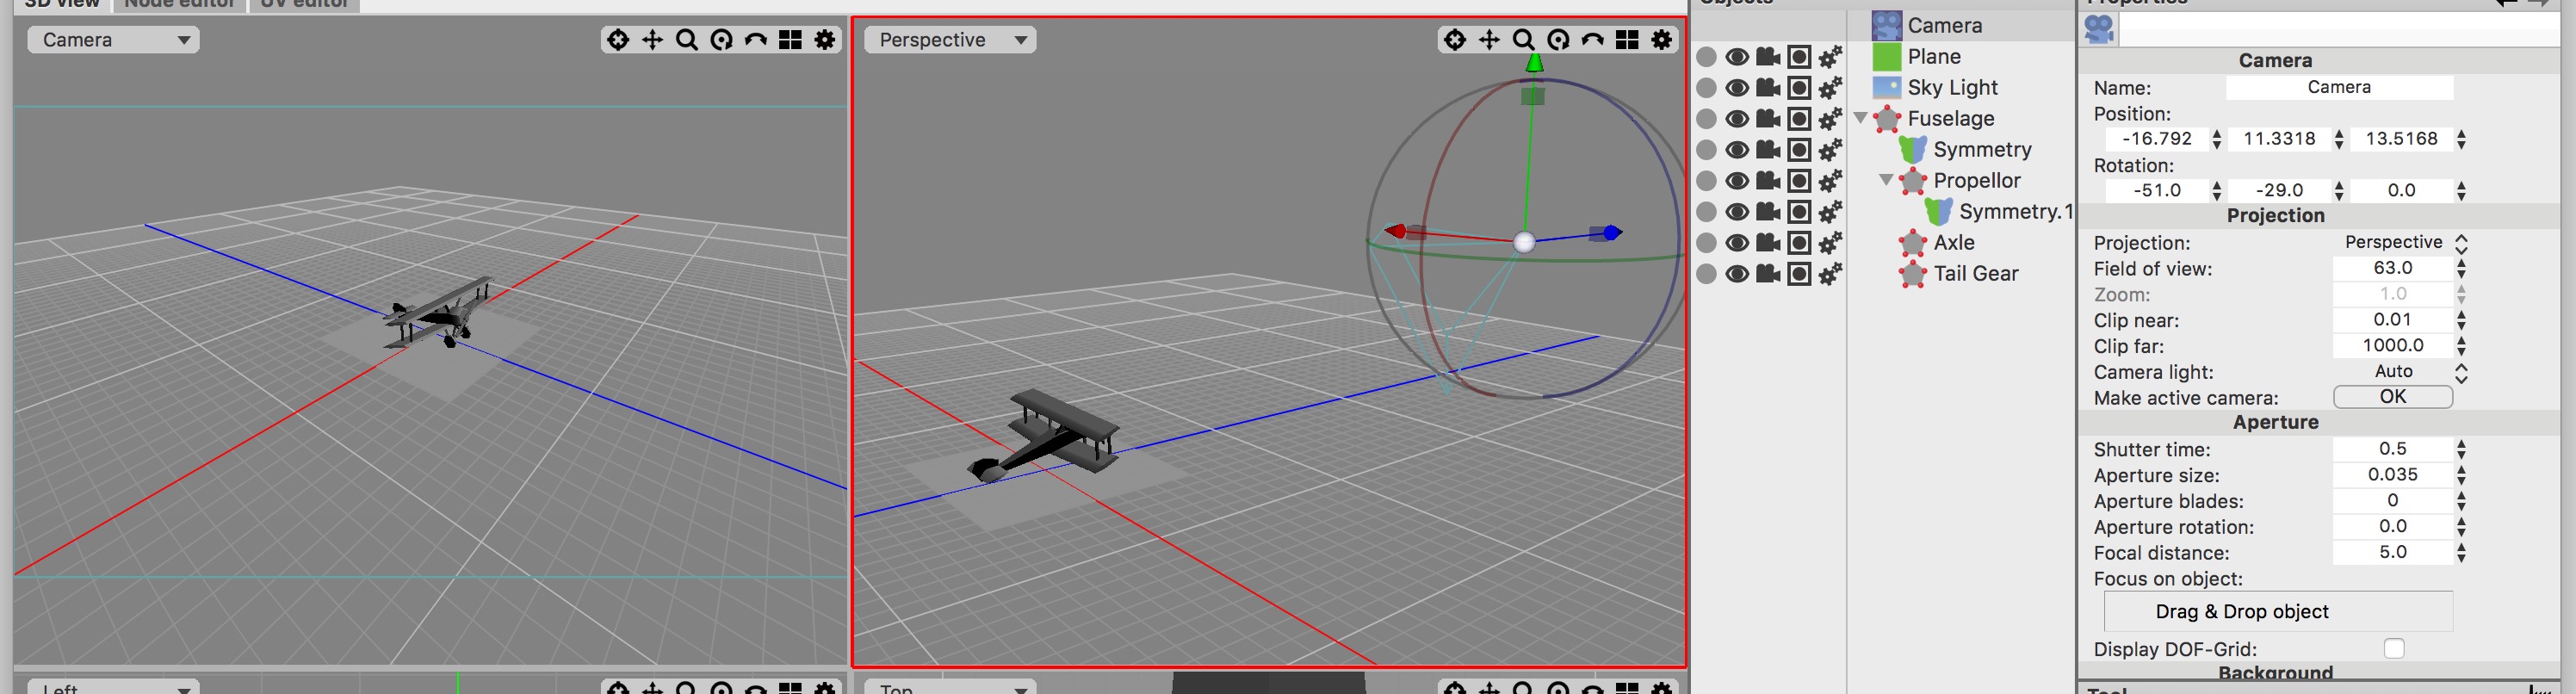 3D View Node editor UV editor
Camera
Perspective
Left
Top
Objects
Camera
Plane
Sky Light
Fuselage
Symmetry
Propellor
Symmetry.1
Axle
Tail Gear
Properties
Camera
Name: Camera
Position:
-16.792 11.3318 13.5168
Rotation:
-51.0 -29.0 0.0
Projection
Projection: Perspective
Field of view: 63.0
Zoom: 1.0
Clip near: 0.01
Clip far: 1000.0
Camera light: Auto
Make active camera: OK
Aperture
Shutter time: 0.5
Aperture size: 0.035
Aperture blades: 0
Aperture rotation: 0.0
Focal distance: 5.0
Focus on object:
Drag & Drop object
Display DOF-Grid:
Background
Tool